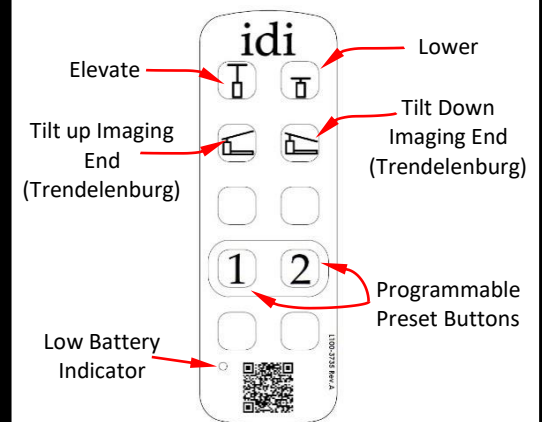 idi
Elevate
Lower
Tilt up Imaging
End
(Trendelenburg)
Tilt Down
Imaging End
(Trendelenburg)
1 2
Programmable
Preset Buttons
Low Battery
Indicator
L100-3735 Rev.A